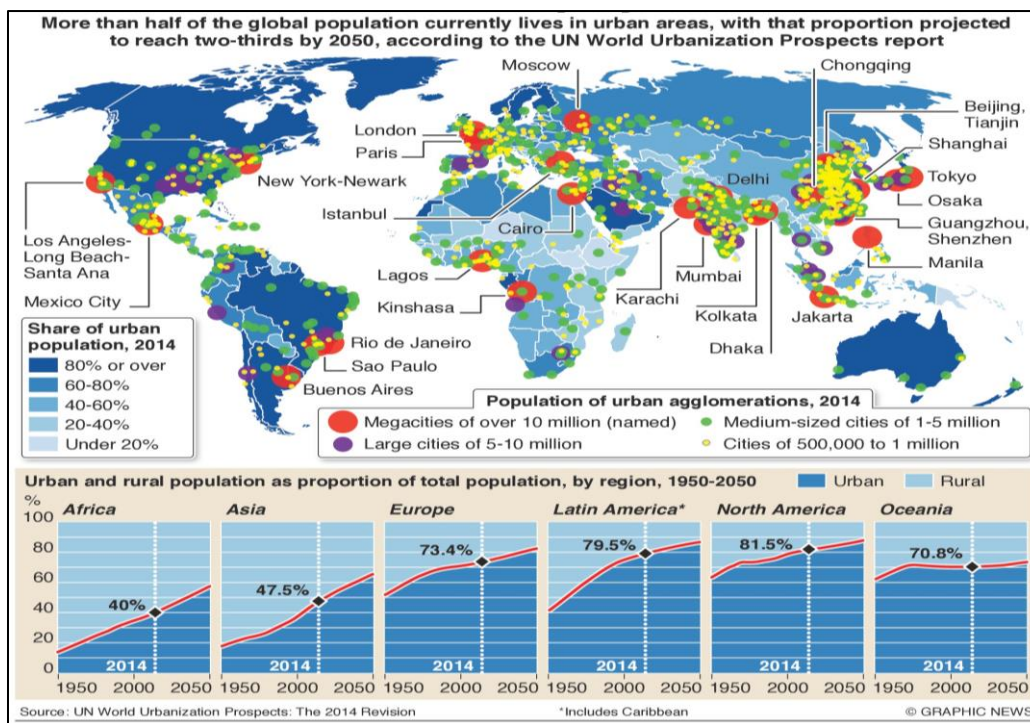 More than half of the global population currently lives in urban areas, with that proportion projected
to reach two-thirds by 2050, according to the UN World Urbanization Prospects report
Moscow
Chongqing
London
Paris
Beijing,
Tianjin
Shanghai
New York-Newark
Delhi
Tokyo
Istanbul
Osaka
Cairo
Guangzhou,
Shenzhen
Los Angeles-
Long Beach-
Santa Ana
Lagos
Mumbai
Manila
Mexico City
Kinshasa
Karachi
Kolkata
Jakarta
Dhaka
Rio de Janeiro
Sao Paulo
Buenos Aires
Share of urban
population, 2014
80% or over
60-80%
40-60%
20-40%
Under 20%
Population of urban agglomerations, 2014
Megacities of over 10 million (named)
Medium-sized cities of 1-5 million
Large cities of 5-10 million
Cities of 500,000 to 1 million
Urban and rural population as proportion of total population, by region, 1950-2050
Urban
Rural
%
100
80
60
40
20
0
Africa
40%
2014
1950 2000 2050
Asia
47.5%
2014
1950 2000 2050
Europe
73.4%
2014
1950 2000 2050
Latin America*
79.5%
2014
1950 2000 2050
North America
81.5%
2014
1950 2000 2050
Oceania
70.8%
2014
1950 2000 2050
Source: UN World Urbanization Prospects: The 2014 Revision
*Includes Caribbean
© GRAPHIC NEWS